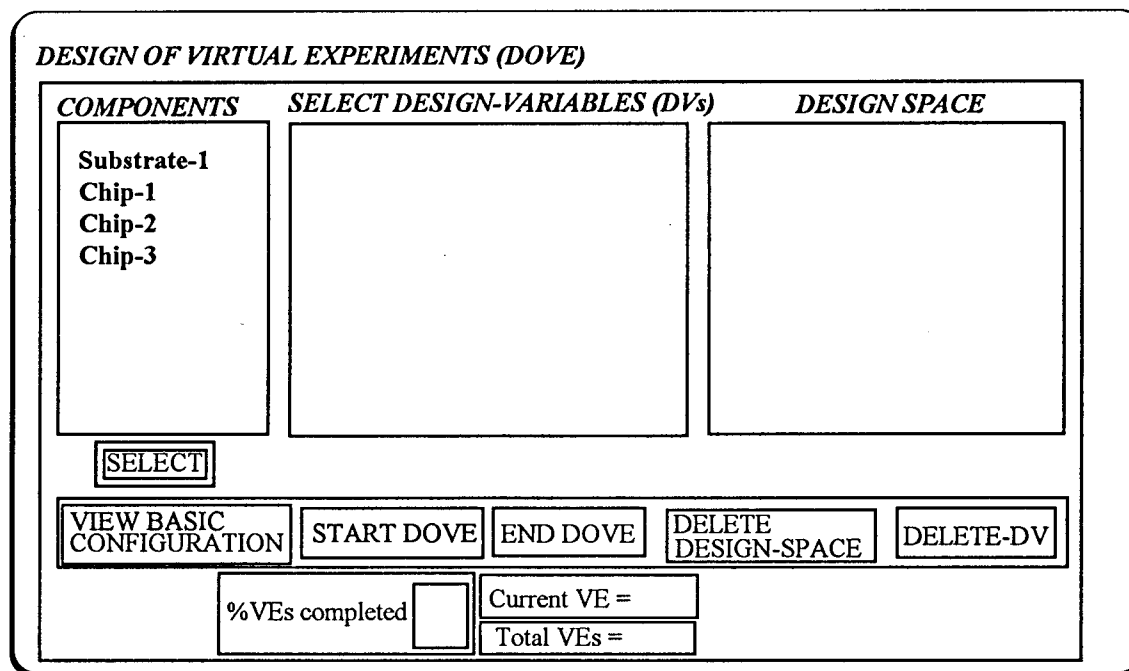 DESIGN OF VIRTUAL EXPERIMENTS (DOVE)
COMPONENTS
SELECT DESIGN-VARIABLES (DVs)
DESIGN SPACE
Substrate-1
Chip-1
Chip-2
Chip-3
SELECT
VIEW BASIC
CONFIGURATION
START DOVE
END DOVE
DELETE
DESIGN-SPACE
DELETE-DV
%VEs completed
Current VE =
Total VEs =